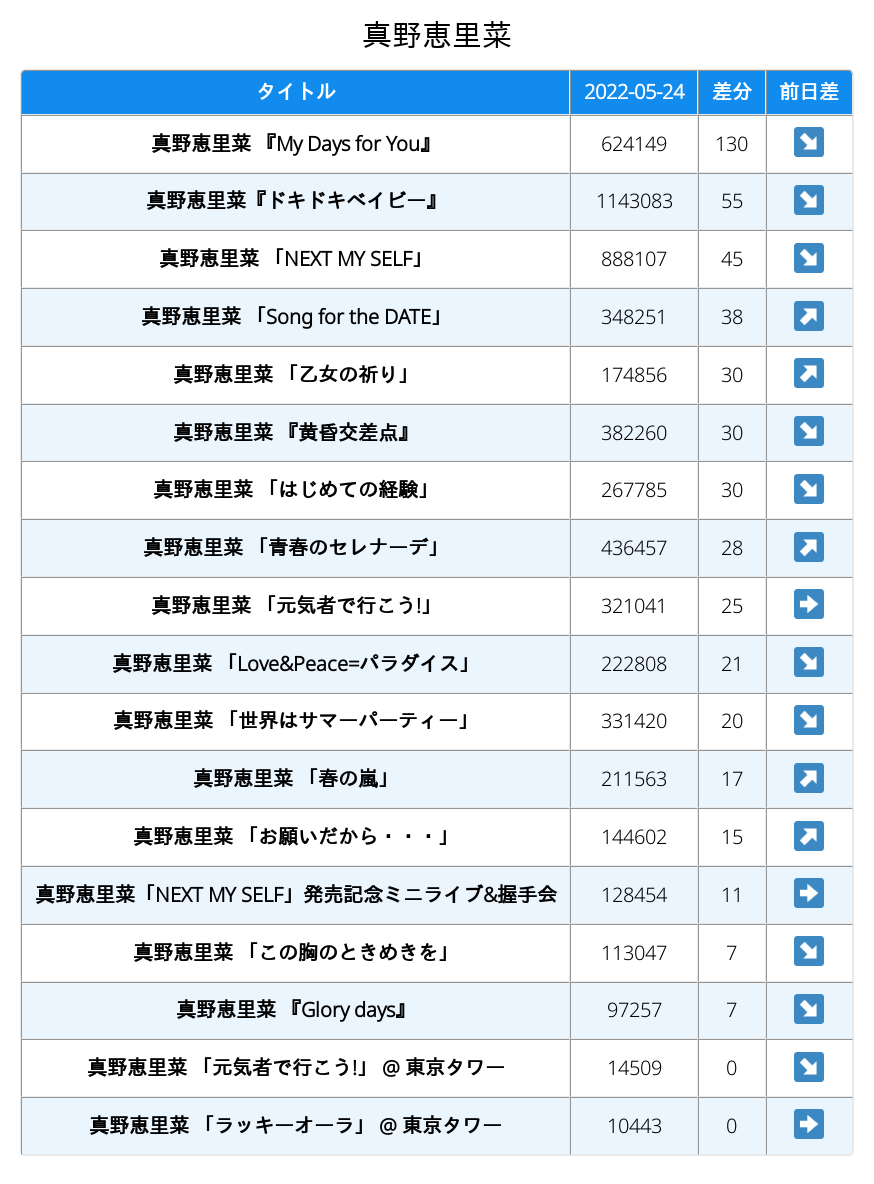 真野恵里菜
タイトル 2022-05-24 差分 前日差
真野恵里菜 『My Days for You』 624149 130 ↘
真野恵里菜『ドキドキベイビー』 1143083 55 ↘
真野恵里菜 「NEXT MY SELF」 888107 45 ↘
真野恵里菜 「Song for the DATE」 348251 38 ↗
真野恵里菜 「乙女の祈り」 174856 30 ↗
真野恵里菜 『黄昏交差点』 382260 30 ↘
真野恵里菜 「はじめての経験」 267785 30 ↘
真野恵里菜 「青春のセレナーデ」 436457 28 ↗
真野恵里菜 「元気者で行こう!」 321041 25 ➡
真野恵里菜 「Love&Peace=パラダイス」 222808 21 ↘
真野恵里菜 「世界はサマーパーティー」 331420 20 ↘
真野恵里菜 「春の嵐」 211563 17 ↗
真野恵里菜 「お願いだから・・・」 144602 15 ↗
真野恵里菜「NEXT MY SELF」発売記念ミニライブ&握手会 128454 11 ➡
真野恵里菜 「この胸のときめきを」 113047 7 ↘
真野恵里菜 『Glory days』 97257 7 ↘
真野恵里菜 「元気者で行こう!」 @ 東京タワー 14509 0 ↘
真野恵里菜 「ラッキーオーラ」 @ 東京タワー 10443 0 ➡